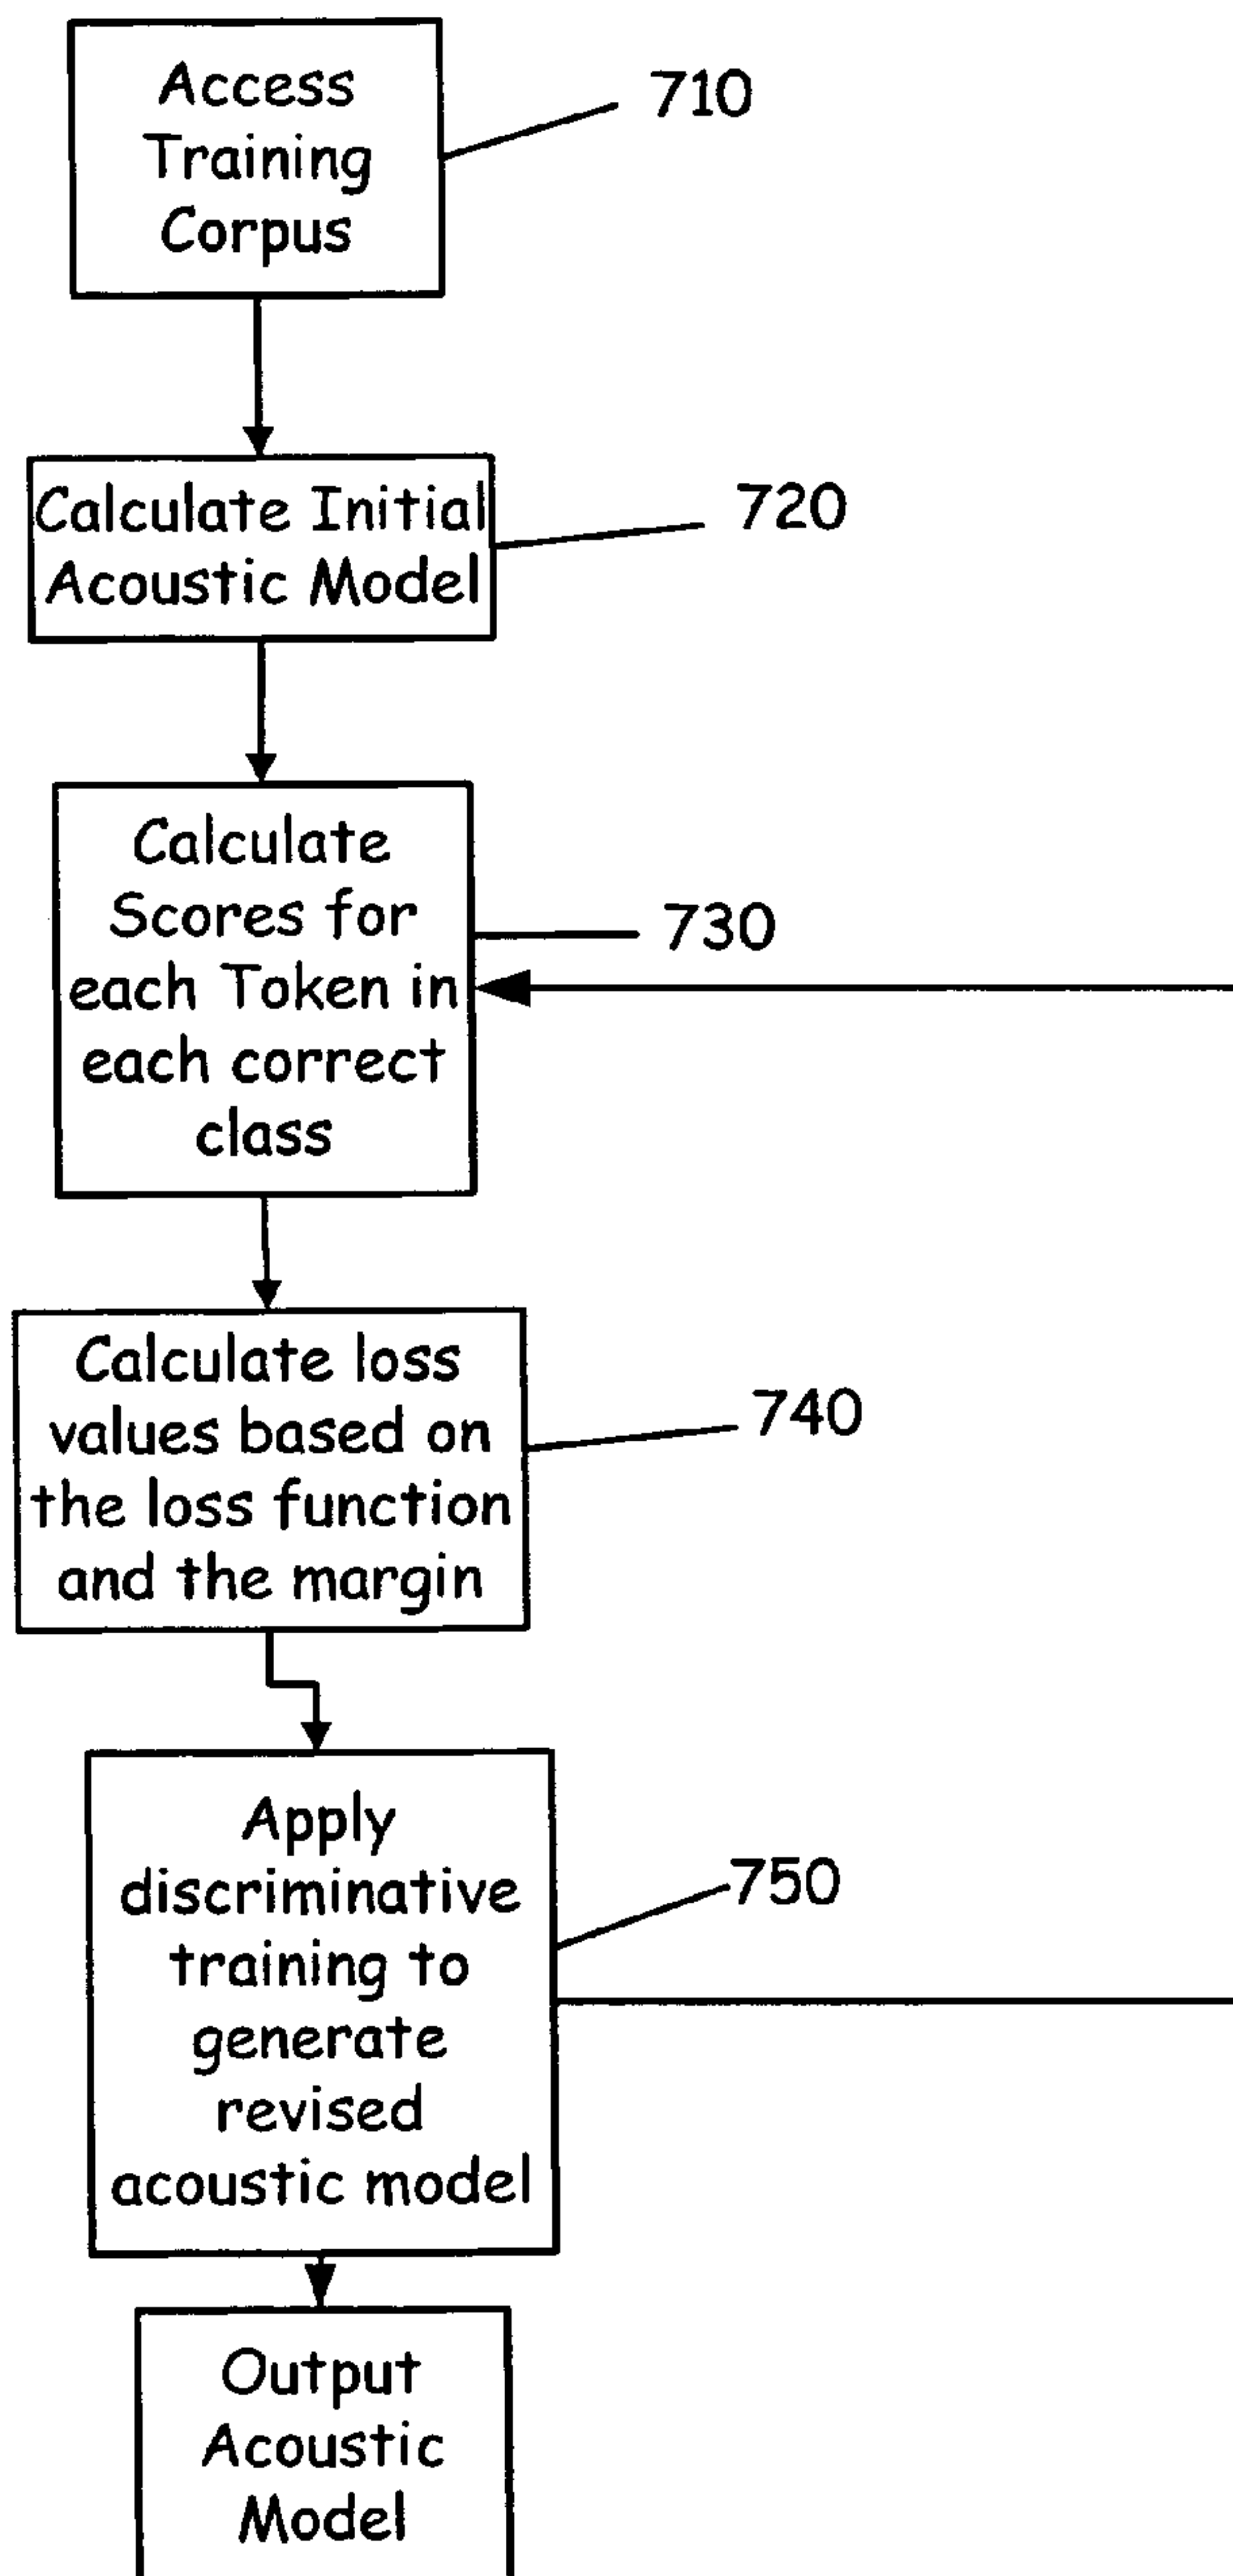 Access
Training
Corpus
710
Calculate Initial
Acoustic Model
720
Calculate
Scores for
each Token in
each correct
class
730
Calculate loss
values based on
the loss function
and the margin
740
Apply
discriminative
training to
generate
revised
acoustic model
750
Output
Acoustic
Model